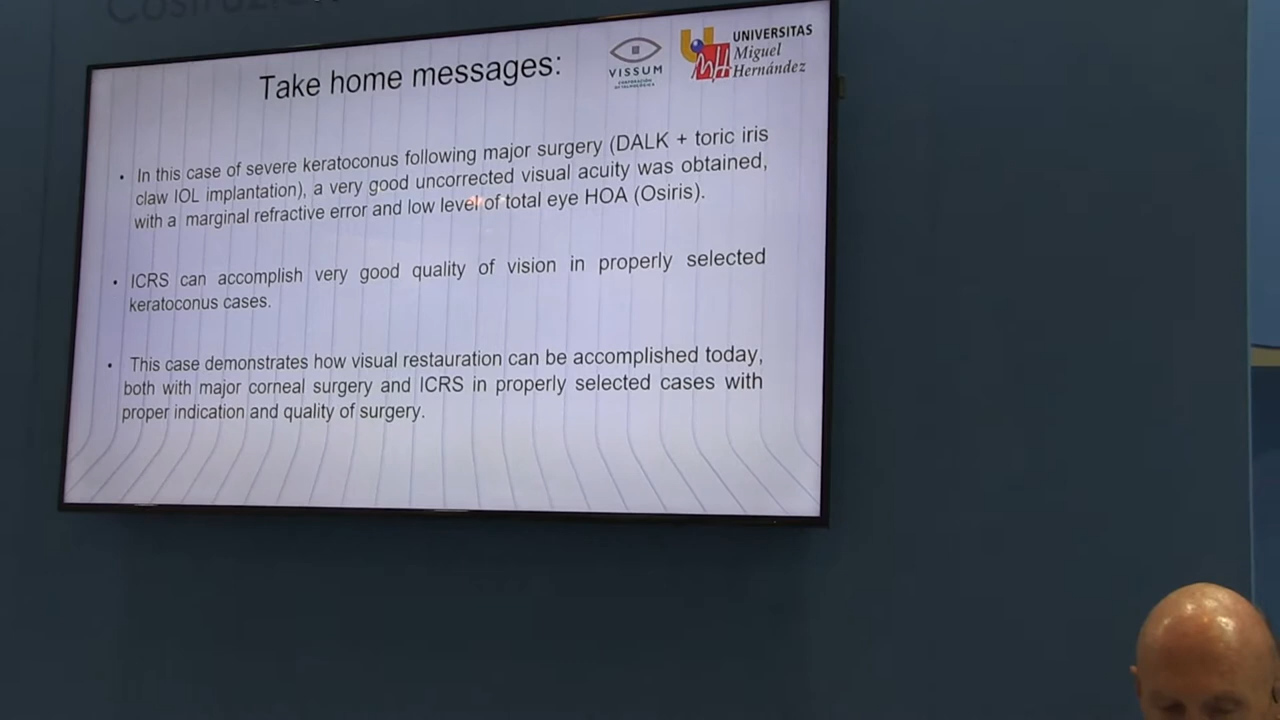 Take home messages:
VISSUM
UNIVERSITAS
Miguel
Hernández
• In this case of severe keratoconus following major surgery (DALK + toric iris
claw IOL implantation), a very good uncorrected visual acuity was obtained,
with a marginal refractive error and low level of total eye HOA (Osiris).
• ICRS can accomplish very good quality of vision in properly selected
keratoconus cases.
• This case demonstrates how visual restauration can be accomplished today,
both with major corneal surgery and ICRS in properly selected cases with
proper indication and quality of surgery.